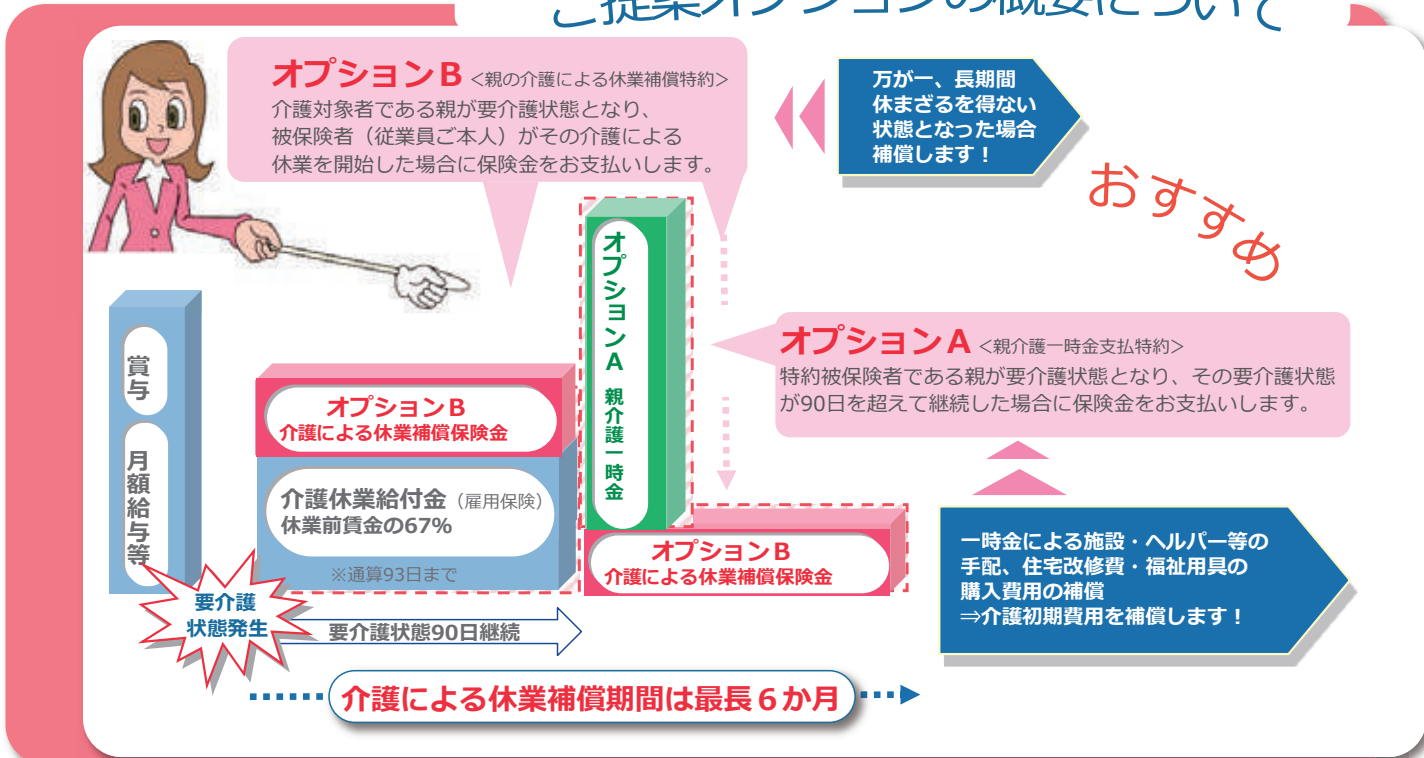 ご提案オプションの概要について
オプションB <親の介護による休業補償特約>
介護対象者である親が要介護状態となり、
被保険者（従業員ご本人）がその介護による
休業を開始した場合に保険金をお支払いします。
万が一、長期間
休まざるを得ない
状態となった場合
補償します！
おすすめ
オプションA <親介護一時金支払特約>
特約被保険者である親が要介護状態となり、その要介護状態
が90日を超えて継続した場合に保険金をお支払いします。
オプションA 親介護一時金
賞与
月額給与等
オプションB
介護による休業補償保険金
介護休業給付金（雇用保険）
休業前賃金の67%
※通算93日まで
オプションB
介護による休業補償保険金
一時金による施設・ヘルパー等の
手配、住宅改修費・福祉用具の
購入費用の補償
⇒介護初期費用を補償します！
要介護
状態発生
要介護状態90日継続
介護による休業補償期間は最長６か月